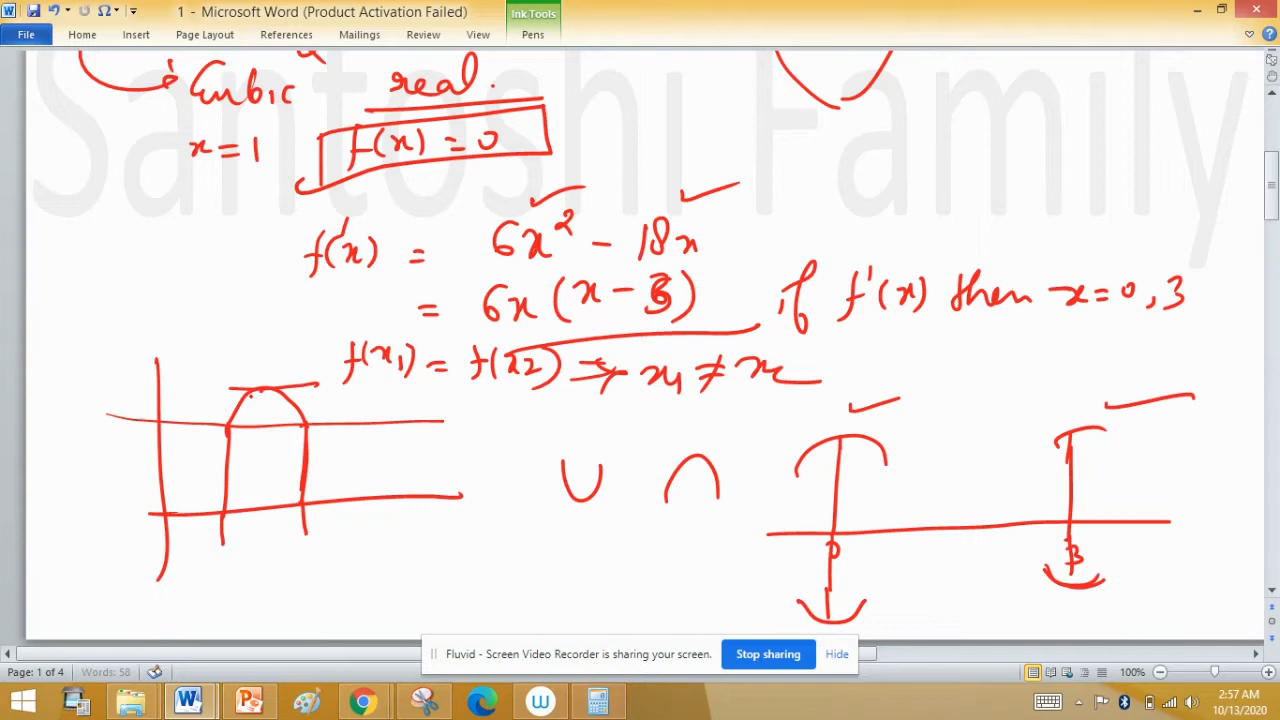 1 - Microsoft Word (Product Activation Failed)
Ink Tools
File Home Insert Page Layout References Mailings Review View Pens
Santoshi Family
Cubic real.
x = 1 f(x) = 0
f'(x) = 6x² - 18x
= 6x (x - 3) if f'(x) then x = 0, 3
f(x₁) = f(x₂) → x₁ ≠ x₂
0 3
Fluvid - Screen Video Recorder is sharing your screen. Stop sharing Hide
Page: 1 of 4 Words: 58 100%
2:57 AM
10/13/2020